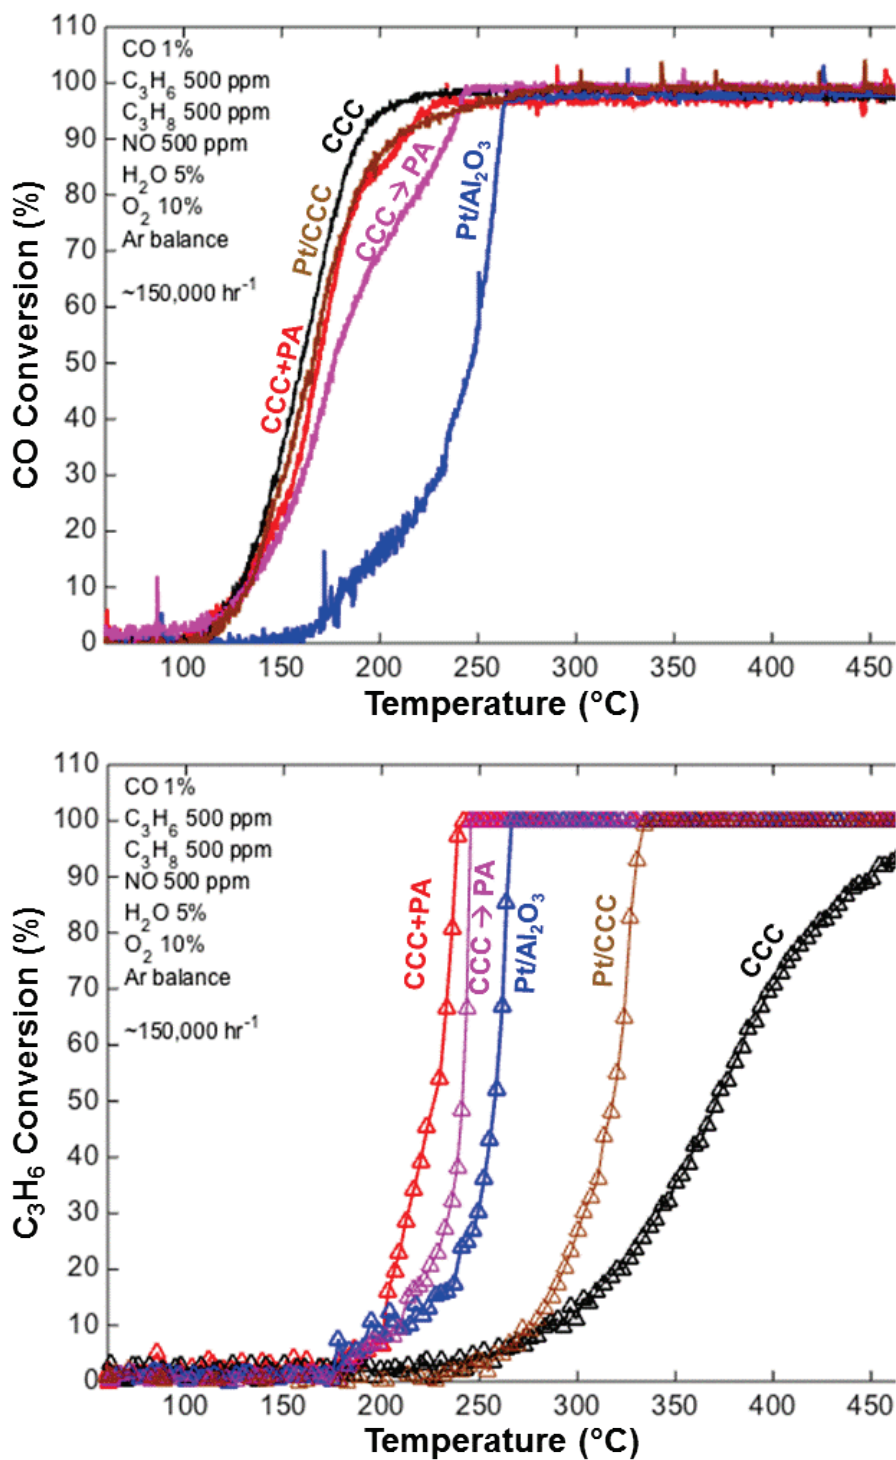 110
100
90
80
70
60
50
40
30
20
10
0
CO Conversion (%)
CO 1%
C₃H₆ 500 ppm
C₃H₈ 500 ppm
NO 500 ppm
H₂O 5%
O₂ 10%
Ar balance
~150,000 hr⁻¹
CCC
Pt/CCC
CCC → PA
Pt/Al₂O₃
CCC+PA
100 150 200 250 300 350 400 450
Temperature (°C)
110
100
90
80
70
60
50
40
30
20
10
0
C₃H₆ Conversion (%)
CO 1%
C₃H₆ 500 ppm
C₃H₈ 500 ppm
NO 500 ppm
H₂O 5%
O₂ 10%
Ar balance
~150,000 hr⁻¹
CCC+PA
CCC → PA
Pt/Al₂O₃
Pt/CCC
CCC
100 150 200 250 300 350 400 450
Temperature (°C)